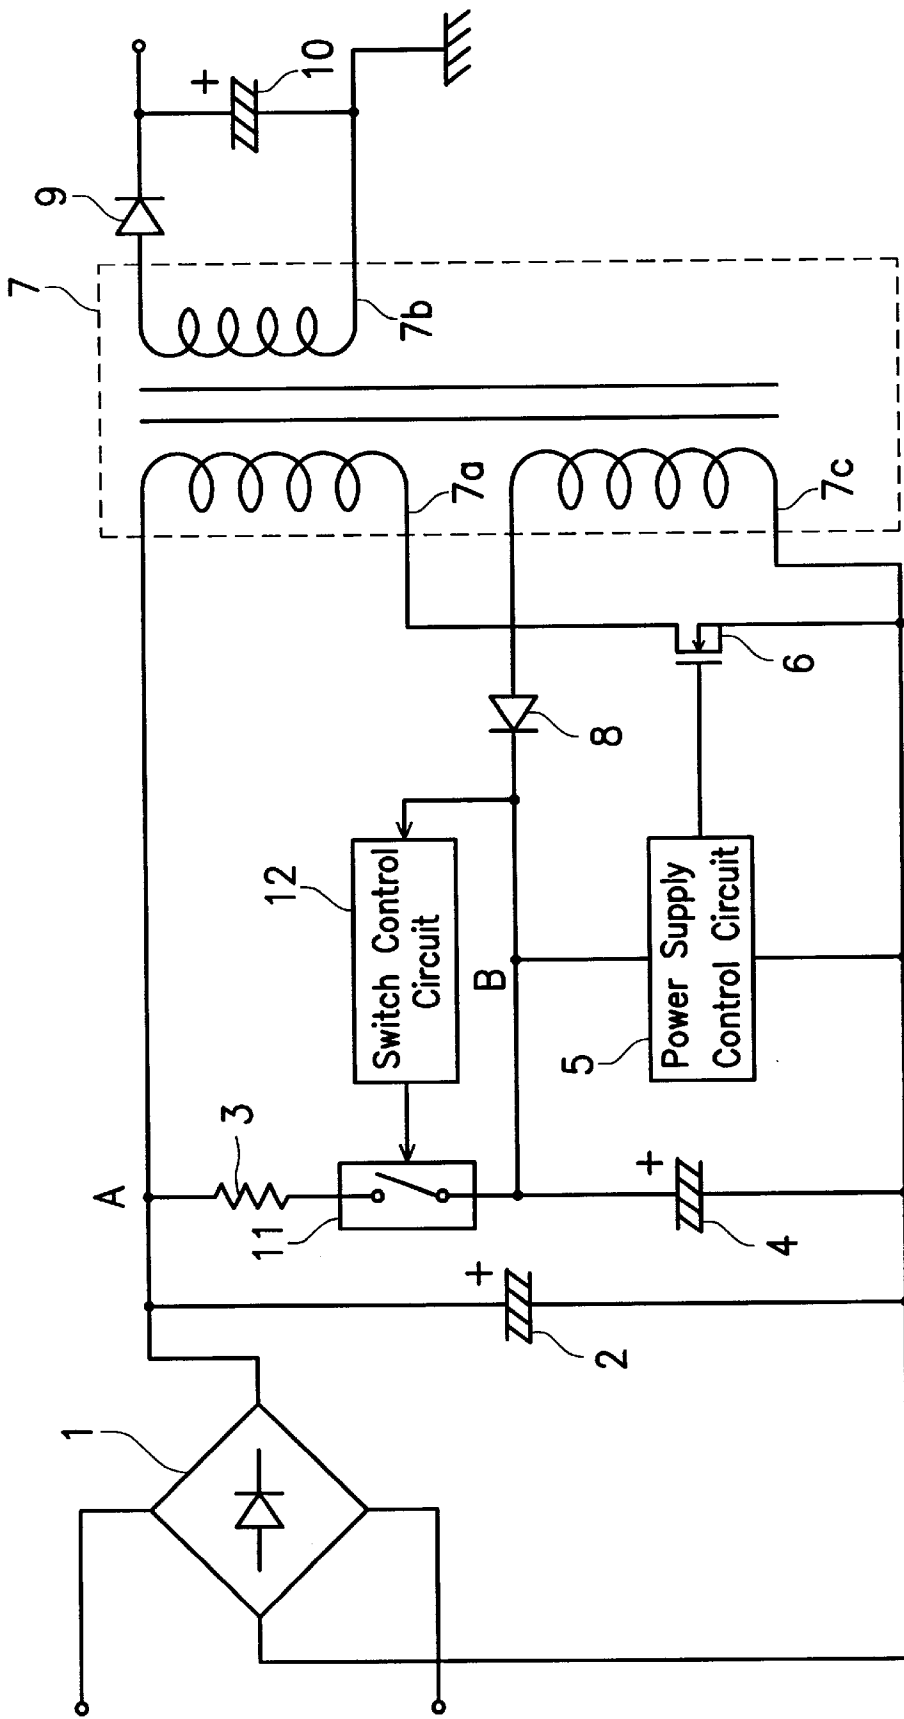 7
9
+
10
7b
7a
7c
A
3
11
12
Switch Control
Circuit
B
8
6
5
Power Supply
Control Circuit
+
4
+
2
1